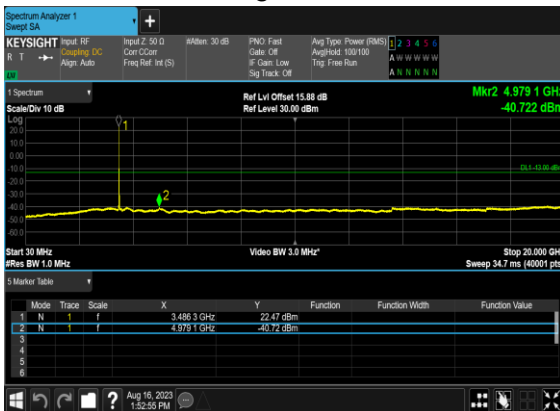 Spectrum Analyzer 1
Swept SA
KEYSIGHT Input: RF Input Z: 50 Ω #Atten: 30 dB PNO: Fast Avg Type: Power (RMS) 1 2 3 4 5 6
R T Coupling: DC Corr CCorr Gate: Off Avg|Hold: 100/100 A W W W W W
Align: Auto Freq Ref: Int (S) IF Gain: Low Trig: Free Run
LV Sig Track: Off A N N N N N
1 Spectrum Ref Lvl Offset 15.88 dB Mkr2 4.979 1 GHz
Scale/Div 10 dB Ref Level 30.00 dBm -40.722 dBm
Log
20.0
10.0
0.00
-10.0
DL1 -13.00 dBm
-20.0
-30.0
-40.0
-50.0
-60.0
1
2
Start 30 MHz Video BW 3.0 MHz* Stop 20.000 GH
#Res BW 1.0 MHz Sweep 34.7 ms (40001 pts
5 Marker Table
Mode Trace Scale X Y Function Function Width Function Value
1 N 1 f 3.486 3 GHz 22.47 dBm
2 N 1 f 4.979 1 GHz -40.72 dBm
3
4
5
6
? Aug 16, 2023
1:52:55 PM